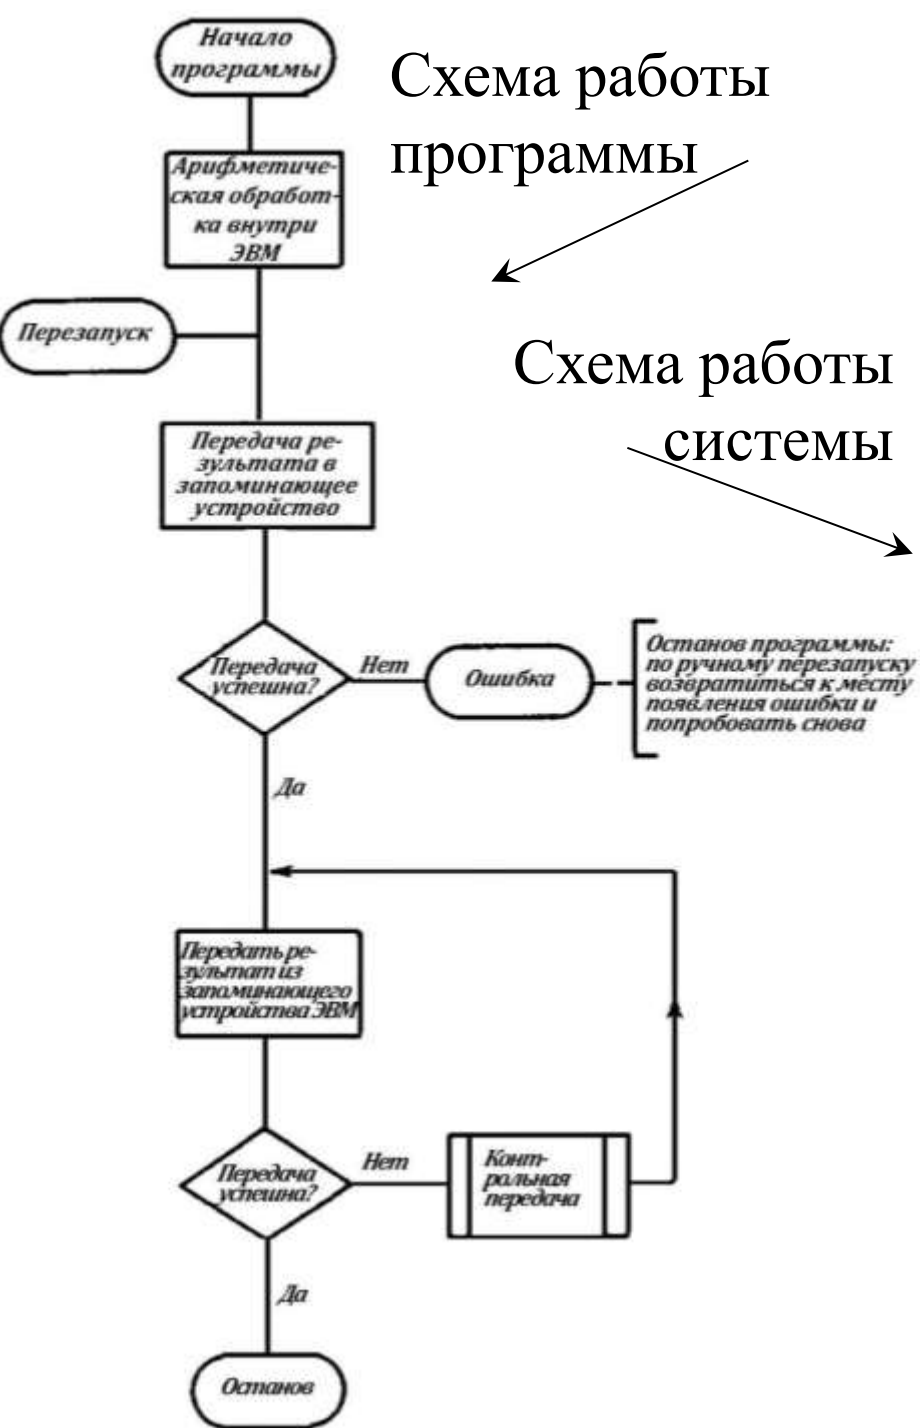 Начало
программы
Схема работы
программы
Арифметиче-
ская обработ-
ка внутри
ЭВМ
Перезапуск
Схема работы
системы
Передача ре-
зультата в
запоминающее
устройство
Передача
успешна?
Нет
Ошибка
Останов программы:
по ручному перезапуску
возвратиться к месту
появления ошибки и
попробовать снова
Да
Передать ре-
зультат из
запоминающего
устройства ЭВМ
Передача
успешна?
Нет
Конт-
рольная
передача
Да
Останов